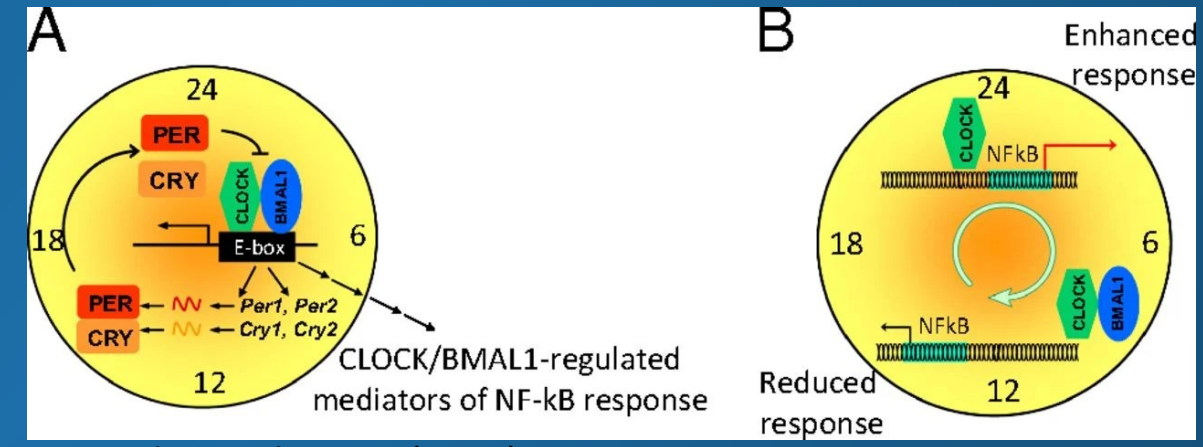 A
24
PER
CRY
CLOCK
BMAL1
18
E-box
6
PER
Per1, Per2
CRY
Cry1, Cry2
12
CLOCK/BMAL1-regulated
mediators of NF-kB response
B
Enhanced
response
24
CLOCK
NFkB
18
6
CLOCK
BMAL1
NFkB
12
Reduced
response